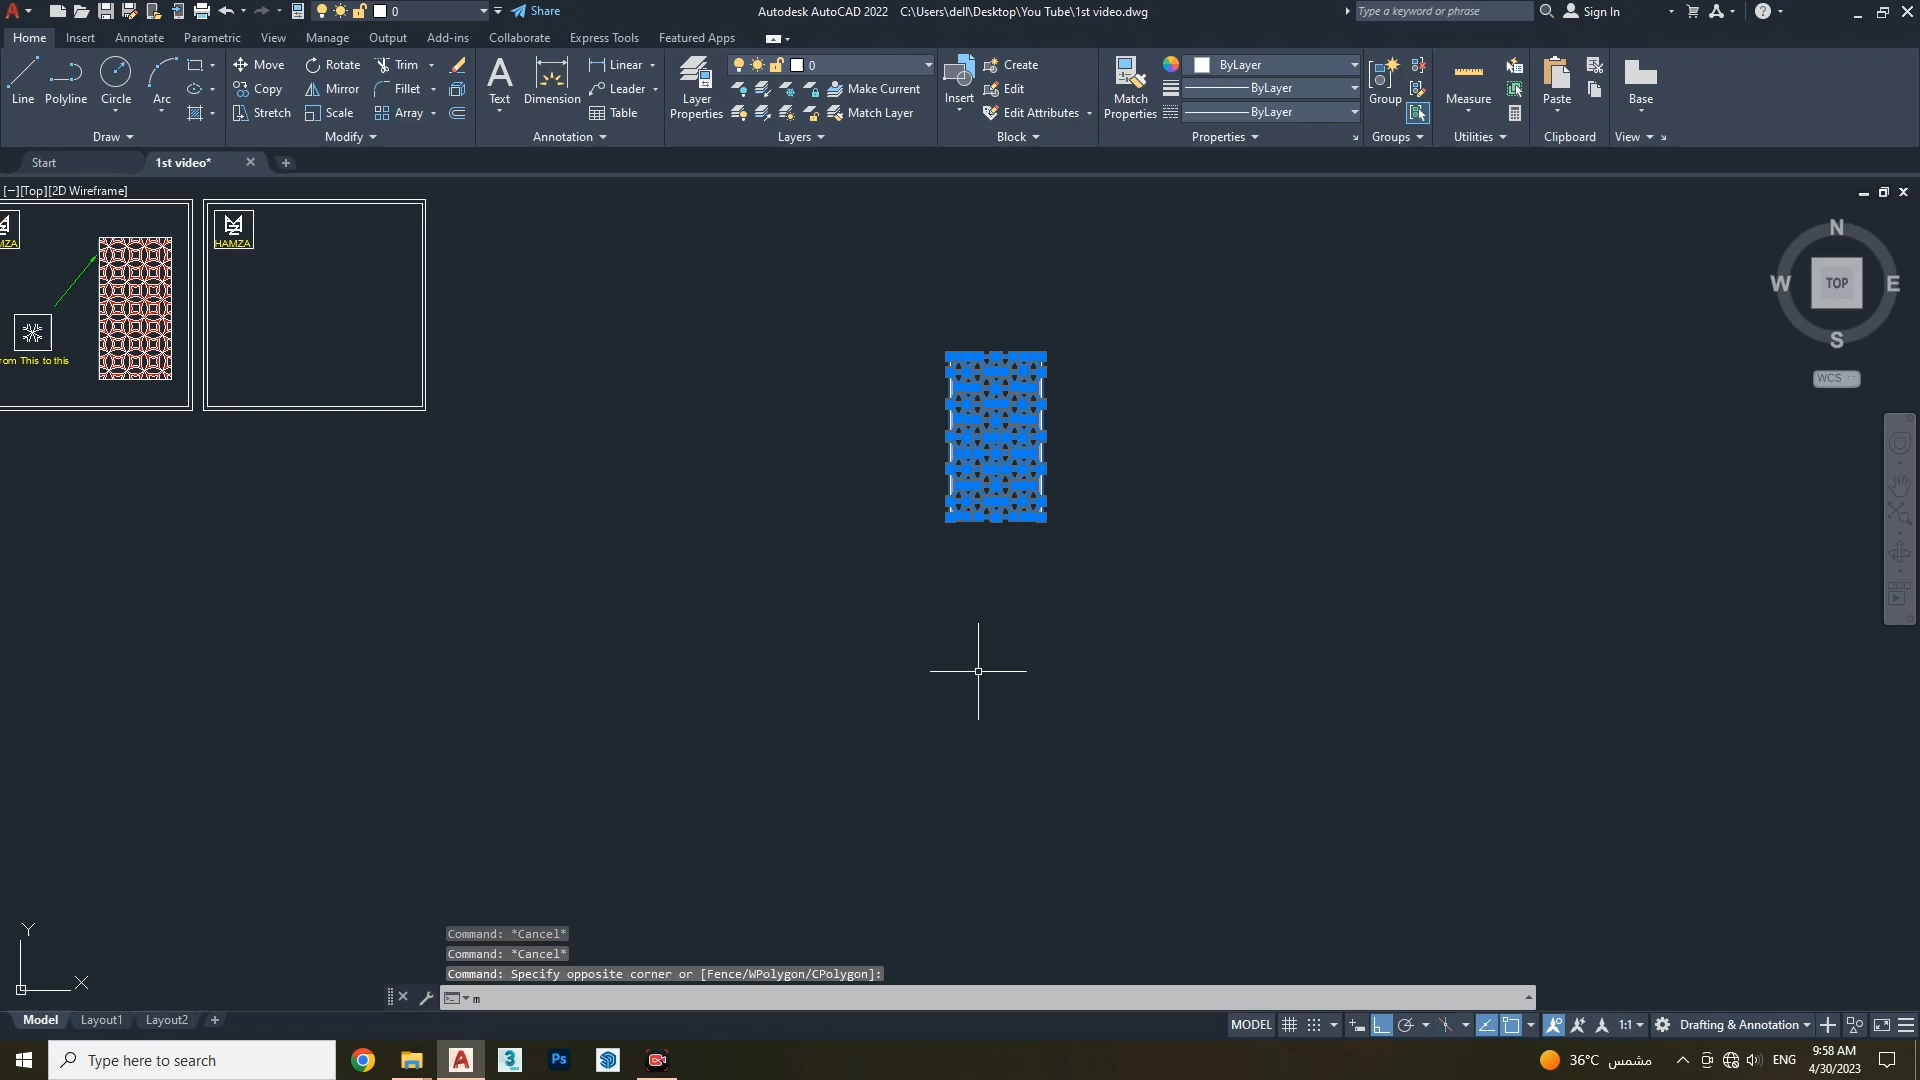 0
Share
Autodesk AutoCAD 2022 C:\Users\dell\Desktop\You Tube\1st video.dwg
Type a keyword or phrase
Sign In
Home Insert Annotate Parametric View Manage Output Add-ins Collaborate Express Tools Featured Apps
Line Polyline Circle Arc
Draw
Move Rotate Trim
Copy Mirror Fillet
Stretch Scale Array
Modify
Text Dimension
Linear
Leader
Table
Annotation
Layer Properties
0
Make Current
Match Layer
Layers
Insert
Create
Edit
Edit Attributes
Block
Match Properties
ByLayer
ByLayer
ByLayer
Properties
Group
Groups
Measure
Utilities
Paste
Clipboard
Base
View
Start
1st video*
[−][Top][2D Wireframe]
MZA
HAMZA
rom This to this
N
W TOP E
S
WCS
Y
X
Command: *Cancel*
Command: *Cancel*
Command: Specify opposite corner or [Fence/WPolygon/CPolygon]:
m
Model Layout1 Layout2
MODEL 1:1 Drafting & Annotation
Type here to search
Ps
36°C مشمس
ENG
9:58 AM
4/30/2023